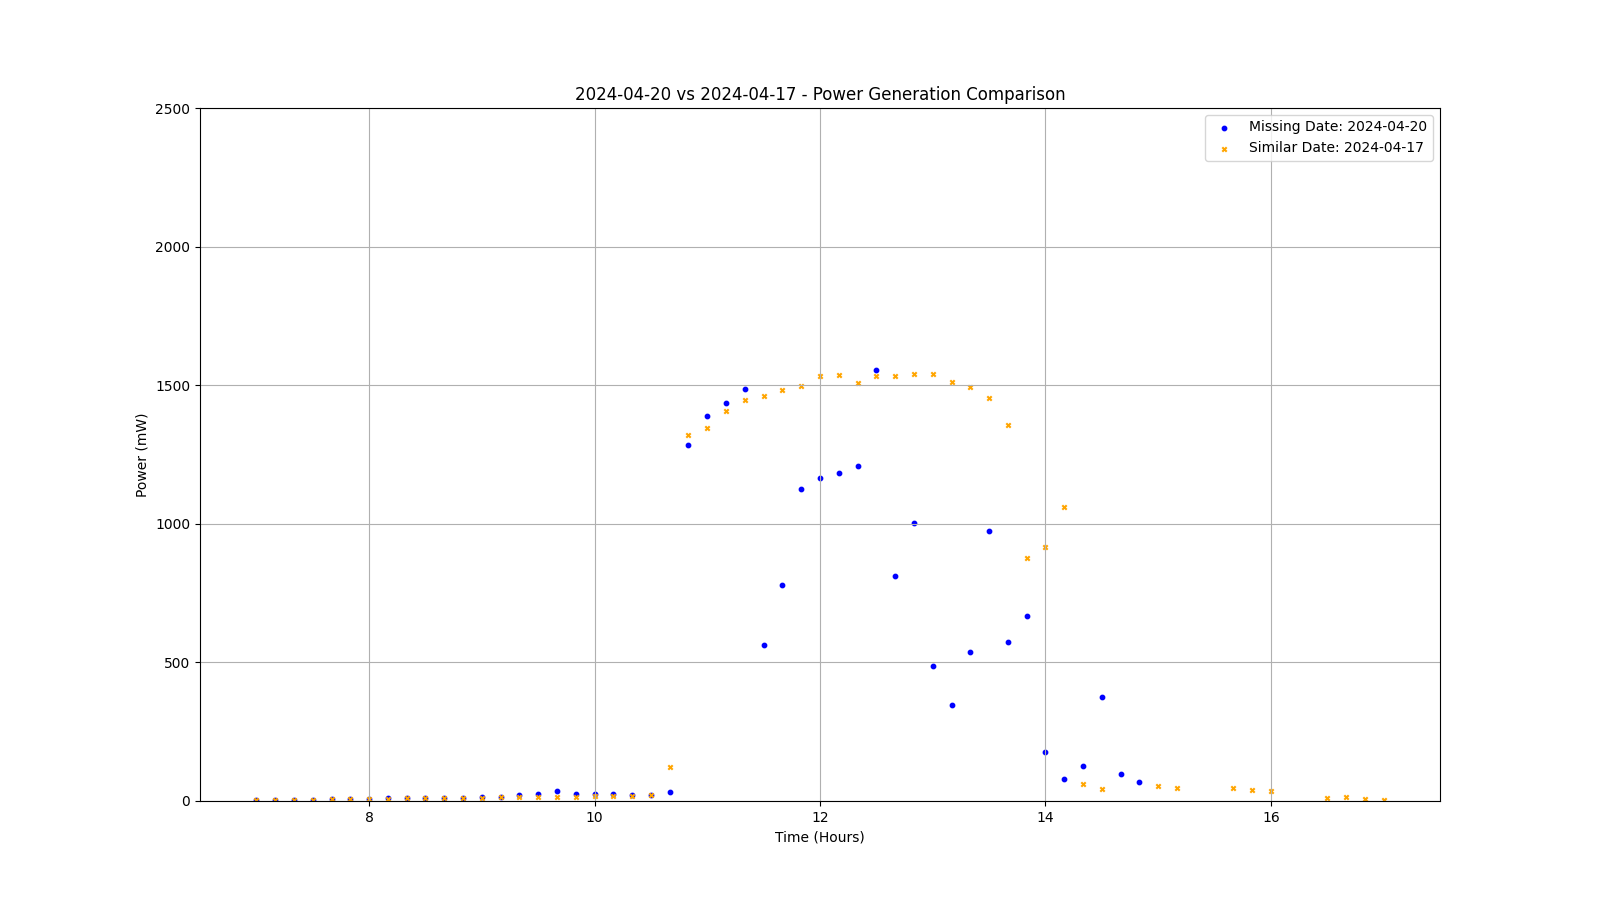 2024-04-20 vs 2024-04-17 - Power Generation Comparison
Missing Date: 2024-04-20
Similar Date: 2024-04-17
2500
2000
1500
1000
500
0
Power (mW)
8 10 12 14 16
Time (Hours)